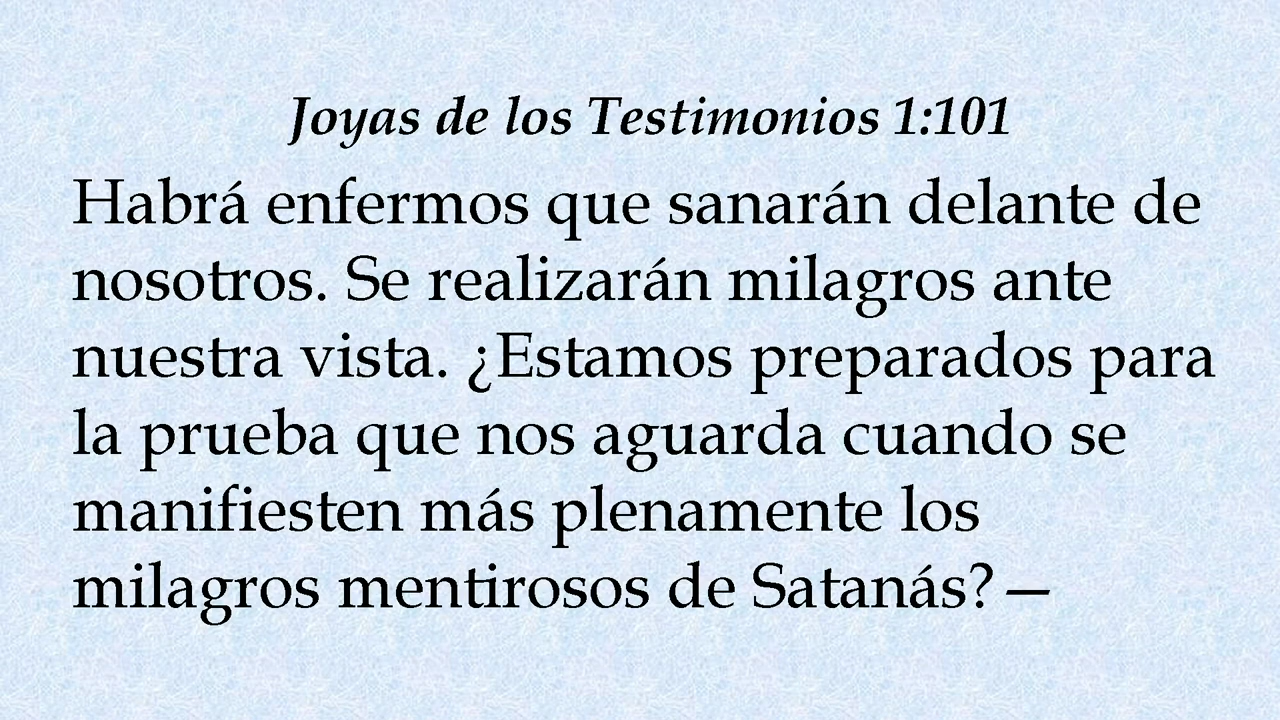 Joyas de los Testimonios 1:101
Habrá enfermos que sanarán delante de
nosotros. Se realizarán milagros ante
nuestra vista. ¿Estamos preparados para
la prueba que nos aguarda cuando se
manifiesten más plenamente los
milagros mentirosos de Satanás?—